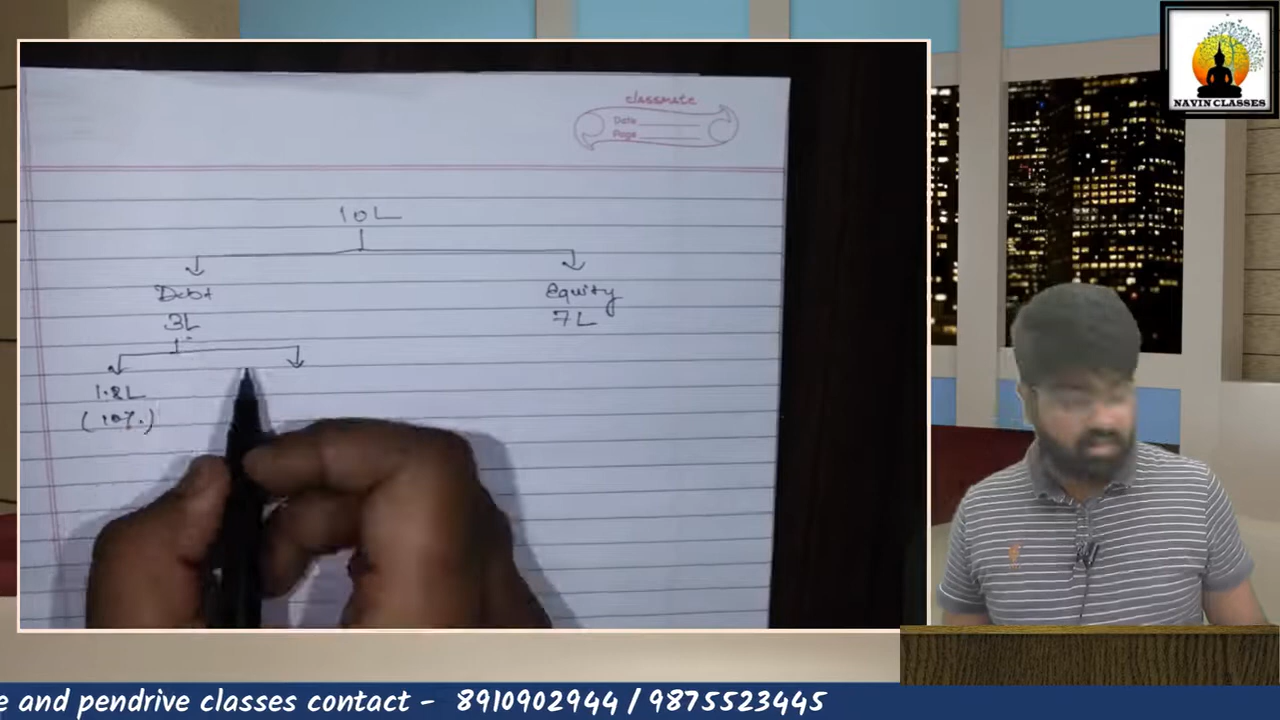 NAVIN CLASSES
classmate
Date
Page
10L
Debt
Equity
3L
7L
1.8L
(10%.)
e and pendrive classes contact - 8910902944 / 9875523445